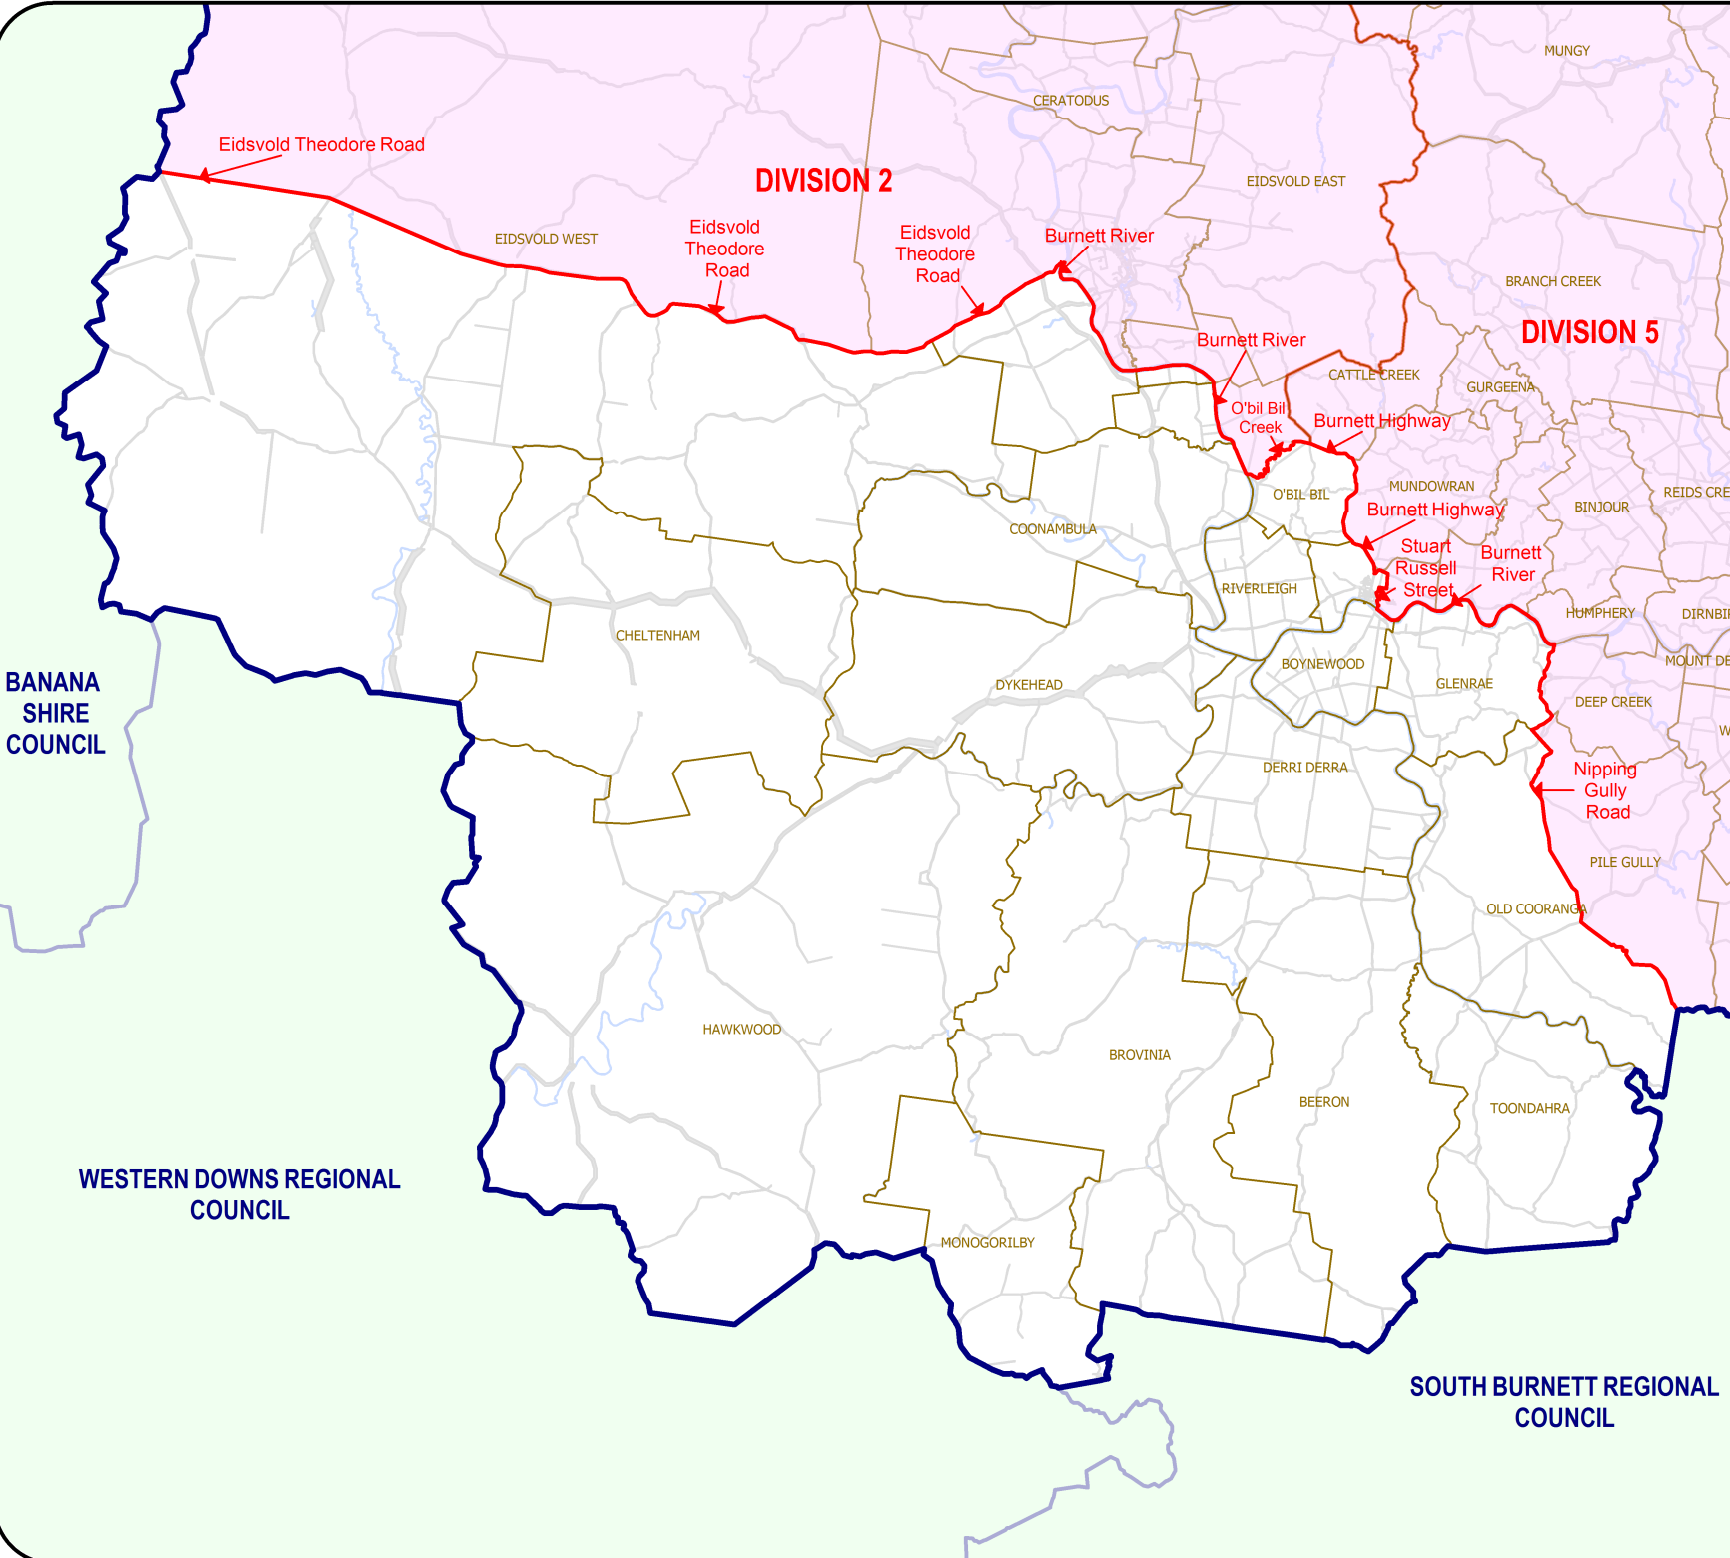 MUNGY
CERATODUS
Eidsvold Theodore Road
DIVISION 2
EIDSVOLD EAST
Eidsvold
Theodore
Road
Eidsvold
Theodore
Road
Burnett River
EIDSVOLD WEST
BRANCH CREEK
DIVISION 5
Burnett River
CATTLE CREEK
GURGEENA
O'bil Bil
Creek
Burnett Highway
MUNDOWRAN
REIDS CRE
O'BIL BIL
BINJOUR
Burnett Highway
COONAMBULA
Stuart
Russell
Street
Burnett
River
RIVERLEIGH
HUMPHERY
DIRNBIR
CHELTENHAM
BOYNEWOOD
MOUNT DE
DYKEHEAD
GLENRAE
DEEP CREEK
BANANA
SHIRE
COUNCIL
W
DERRI DERRA
Nipping
Gully
Road
PILE GULLY
OLD COORANGA
HAWKWOOD
BROVINIA
BEERON
TOONDAHRA
WESTERN DOWNS REGIONAL
COUNCIL
MONOGORILBY
SOUTH BURNETT REGIONAL
COUNCIL